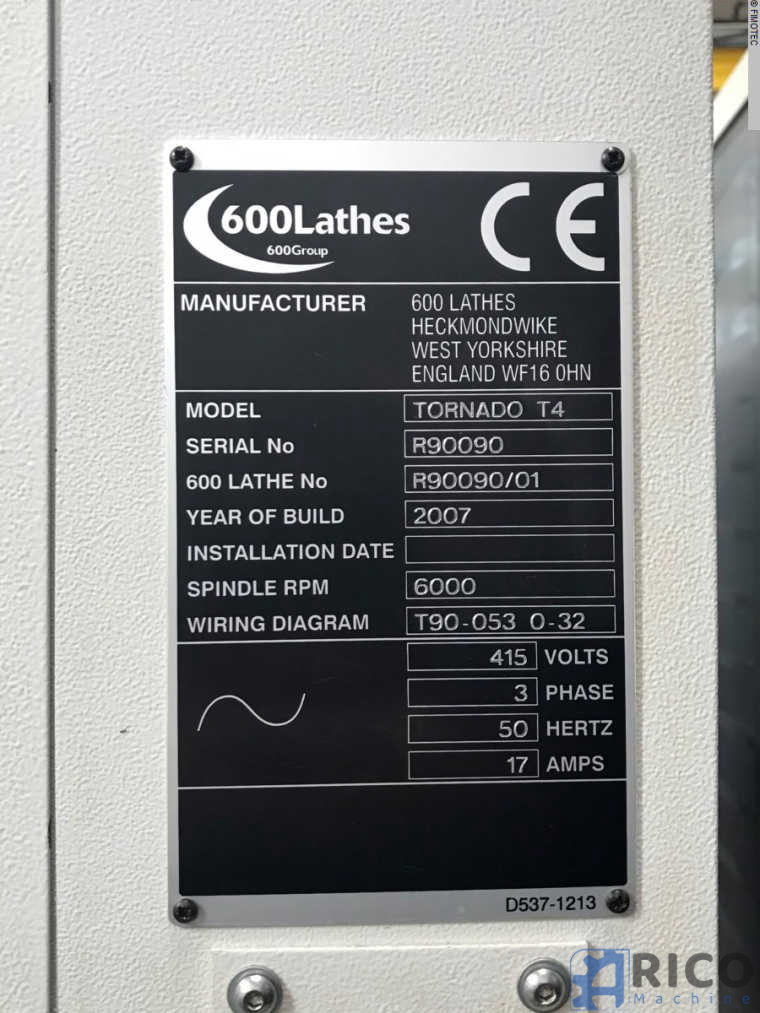 © FIMOTEC
600Lathes
600Group
CE
MANUFACTURER 600 LATHES
HECKMONDWIKE
WEST YORKSHIRE
ENGLAND WF16 0HN
MODEL TORNADO T4
SERIAL No R90090
600 LATHE No R90090/01
YEAR OF BUILD 2007
INSTALLATION DATE
SPINDLE RPM 6000
WIRING DIAGRAM T90-053 0-32
415 VOLTS
3 PHASE
50 HERTZ
17 AMPS
D537-1213
ARICO
Machine